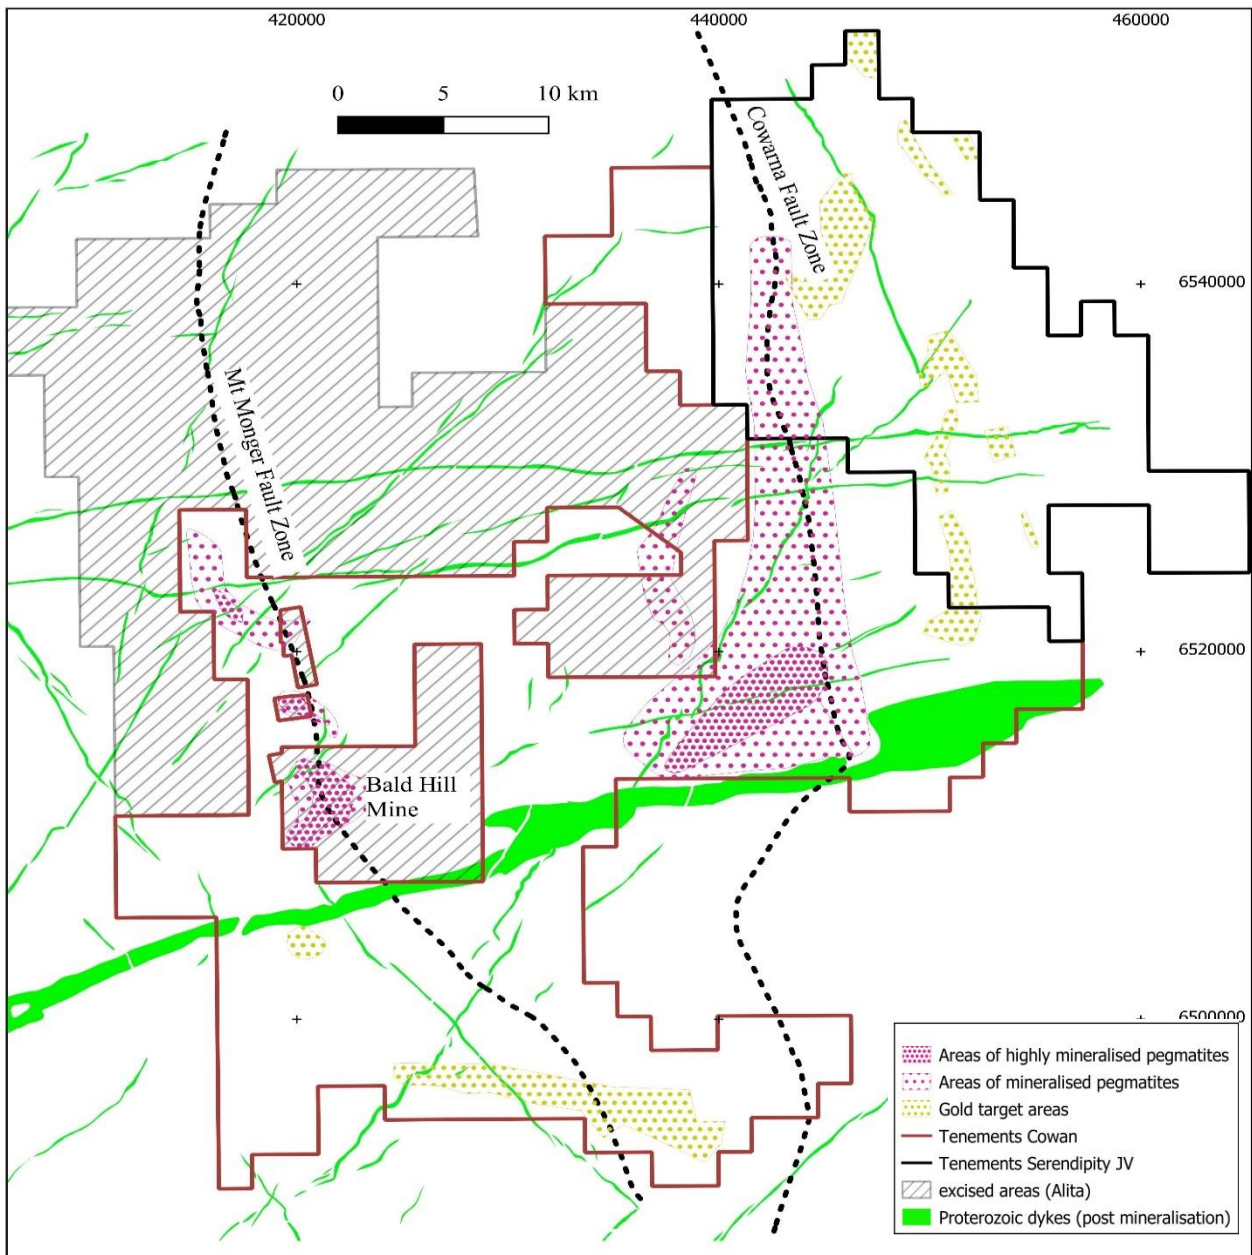 420000
440000
460000
0 5 10 km
Cowarna Fault Zone
6540000
Mt Monger Fault Zone
6520000
Bald Hill
Mine
6500000
Areas of highly mineralised pegmatites
Areas of mineralised pegmatites
Gold target areas
Tenements Cowan
Tenements Serendipity JV
excised areas (Alita)
Proterozoic dykes (post mineralisation)